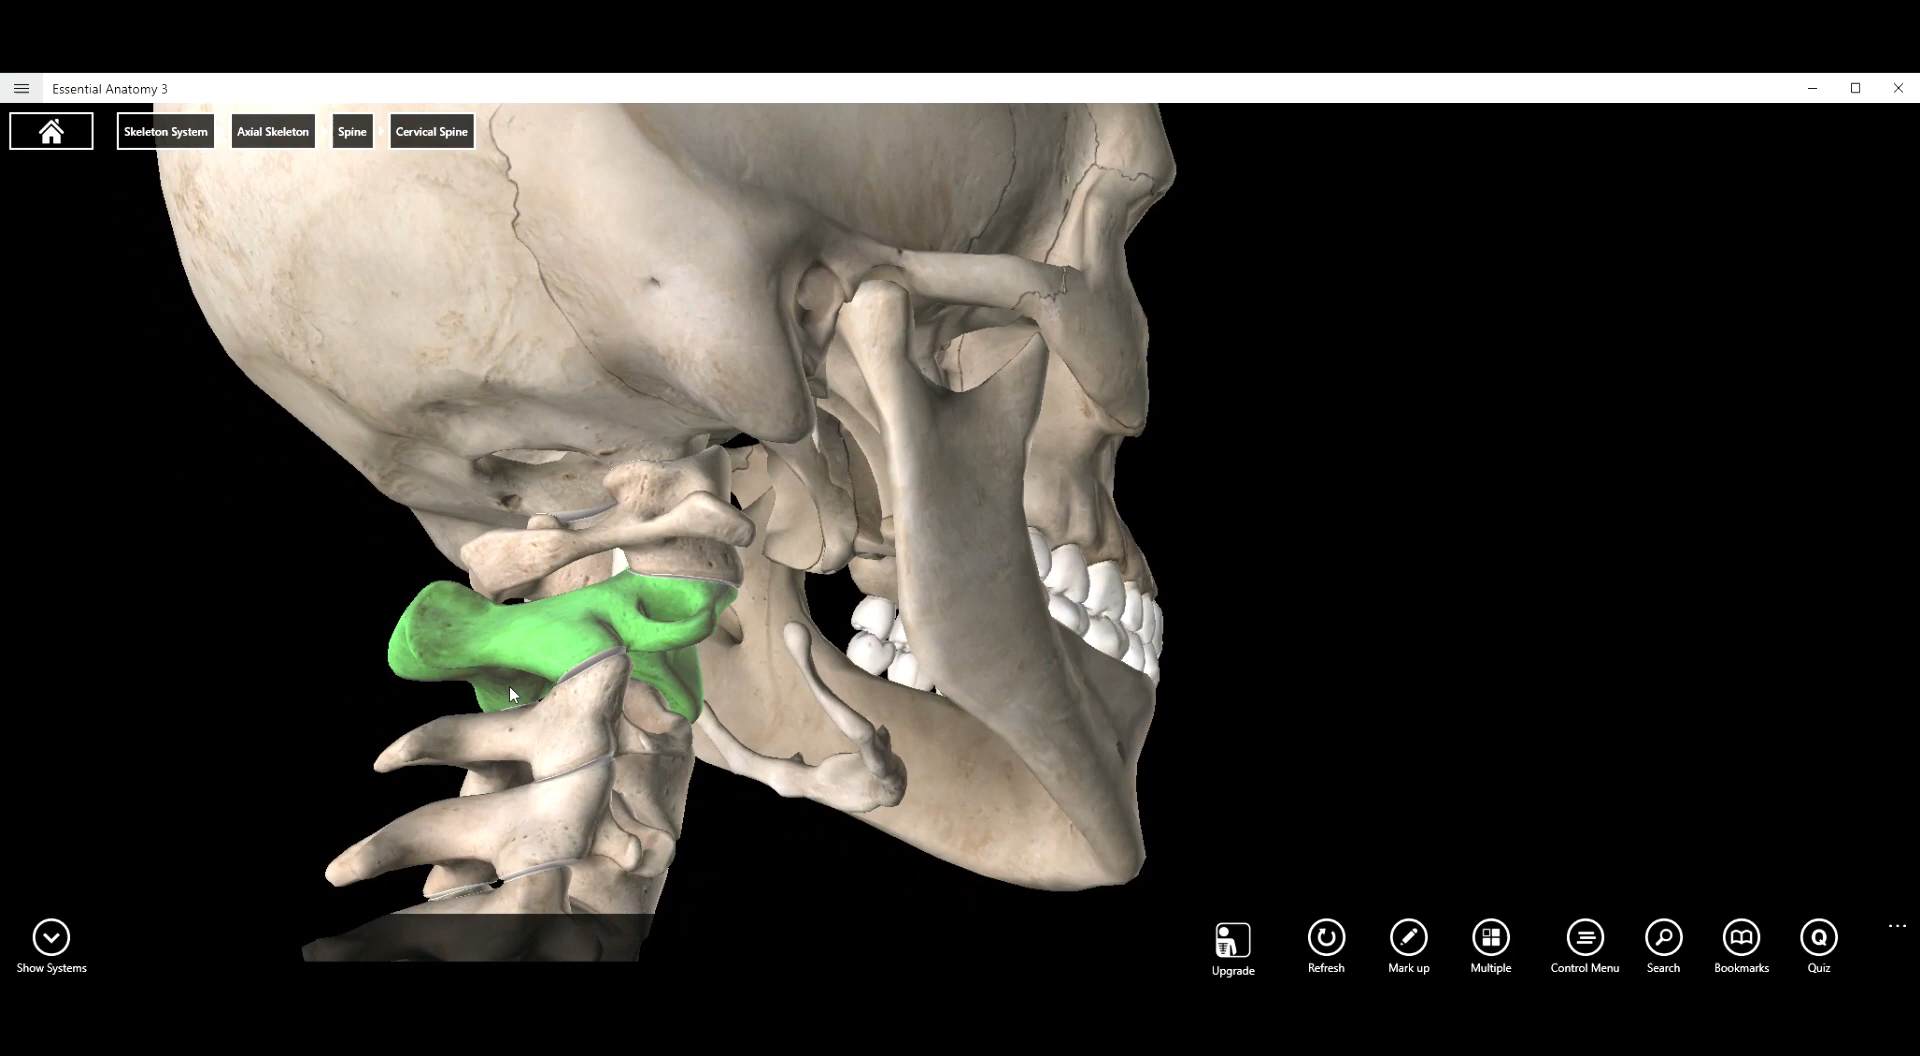 Essential Anatomy 3
Skeleton System
Axial Skeleton
Spine
Cervical Spine
Show Systems
Upgrade
Refresh
Mark up
Multiple
Control Menu
Search
Bookmarks
Q
Quiz